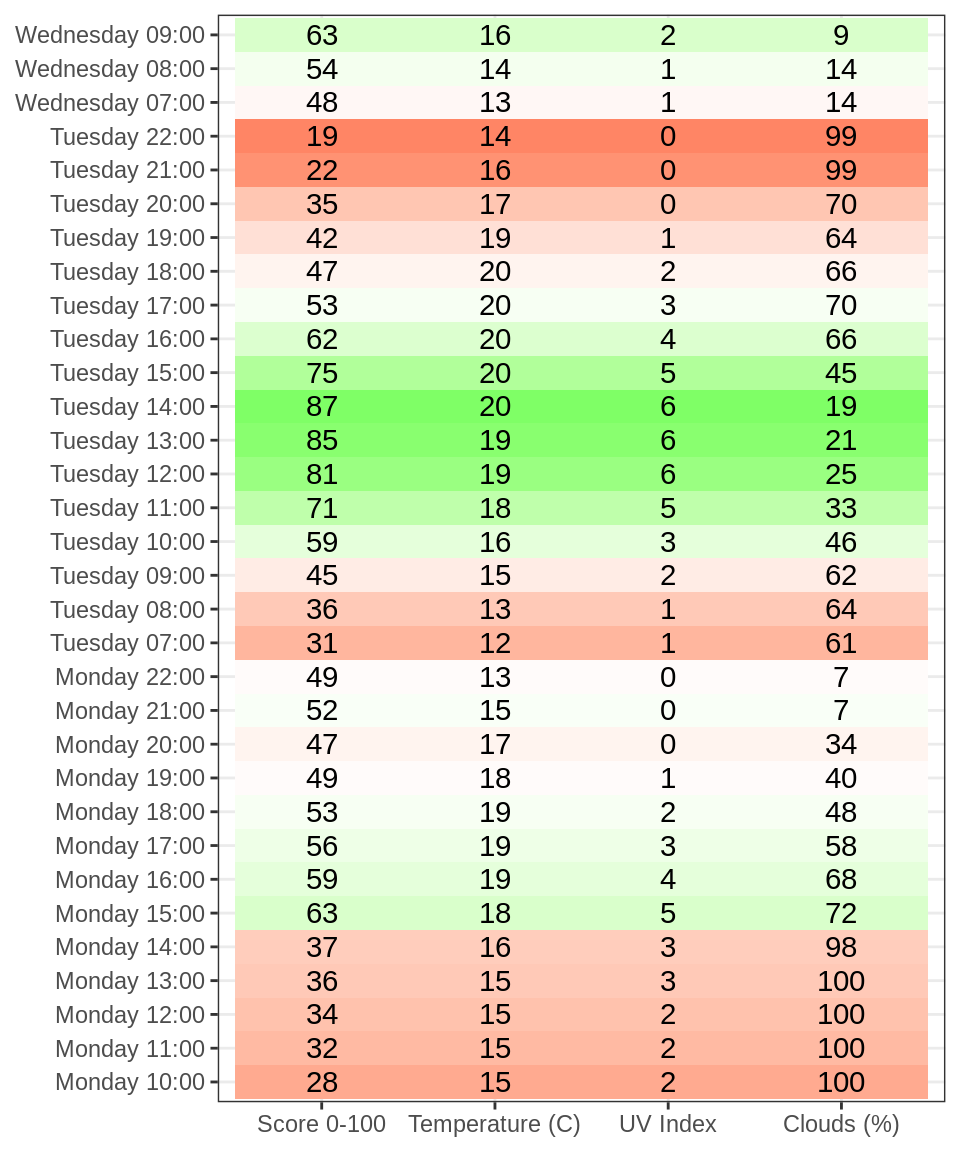 Wednesday 09:00 63 16 2 9
Wednesday 08:00 54 14 1 14
Wednesday 07:00 48 13 1 14
Tuesday 22:00 19 14 0 99
Tuesday 21:00 22 16 0 99
Tuesday 20:00 35 17 0 70
Tuesday 19:00 42 19 1 64
Tuesday 18:00 47 20 2 66
Tuesday 17:00 53 20 3 70
Tuesday 16:00 62 20 4 66
Tuesday 15:00 75 20 5 45
Tuesday 14:00 87 20 6 19
Tuesday 13:00 85 19 6 21
Tuesday 12:00 81 19 6 25
Tuesday 11:00 71 18 5 33
Tuesday 10:00 59 16 3 46
Tuesday 09:00 45 15 2 62
Tuesday 08:00 36 13 1 64
Tuesday 07:00 31 12 1 61
Monday 22:00 49 13 0 7
Monday 21:00 52 15 0 7
Monday 20:00 47 17 0 34
Monday 19:00 49 18 1 40
Monday 18:00 53 19 2 48
Monday 17:00 56 19 3 58
Monday 16:00 59 19 4 68
Monday 15:00 63 18 5 72
Monday 14:00 37 16 3 98
Monday 13:00 36 15 3 100
Monday 12:00 34 15 2 100
Monday 11:00 32 15 2 100
Monday 10:00 28 15 2 100
Score 0-100 Temperature (C) UV Index Clouds (%)